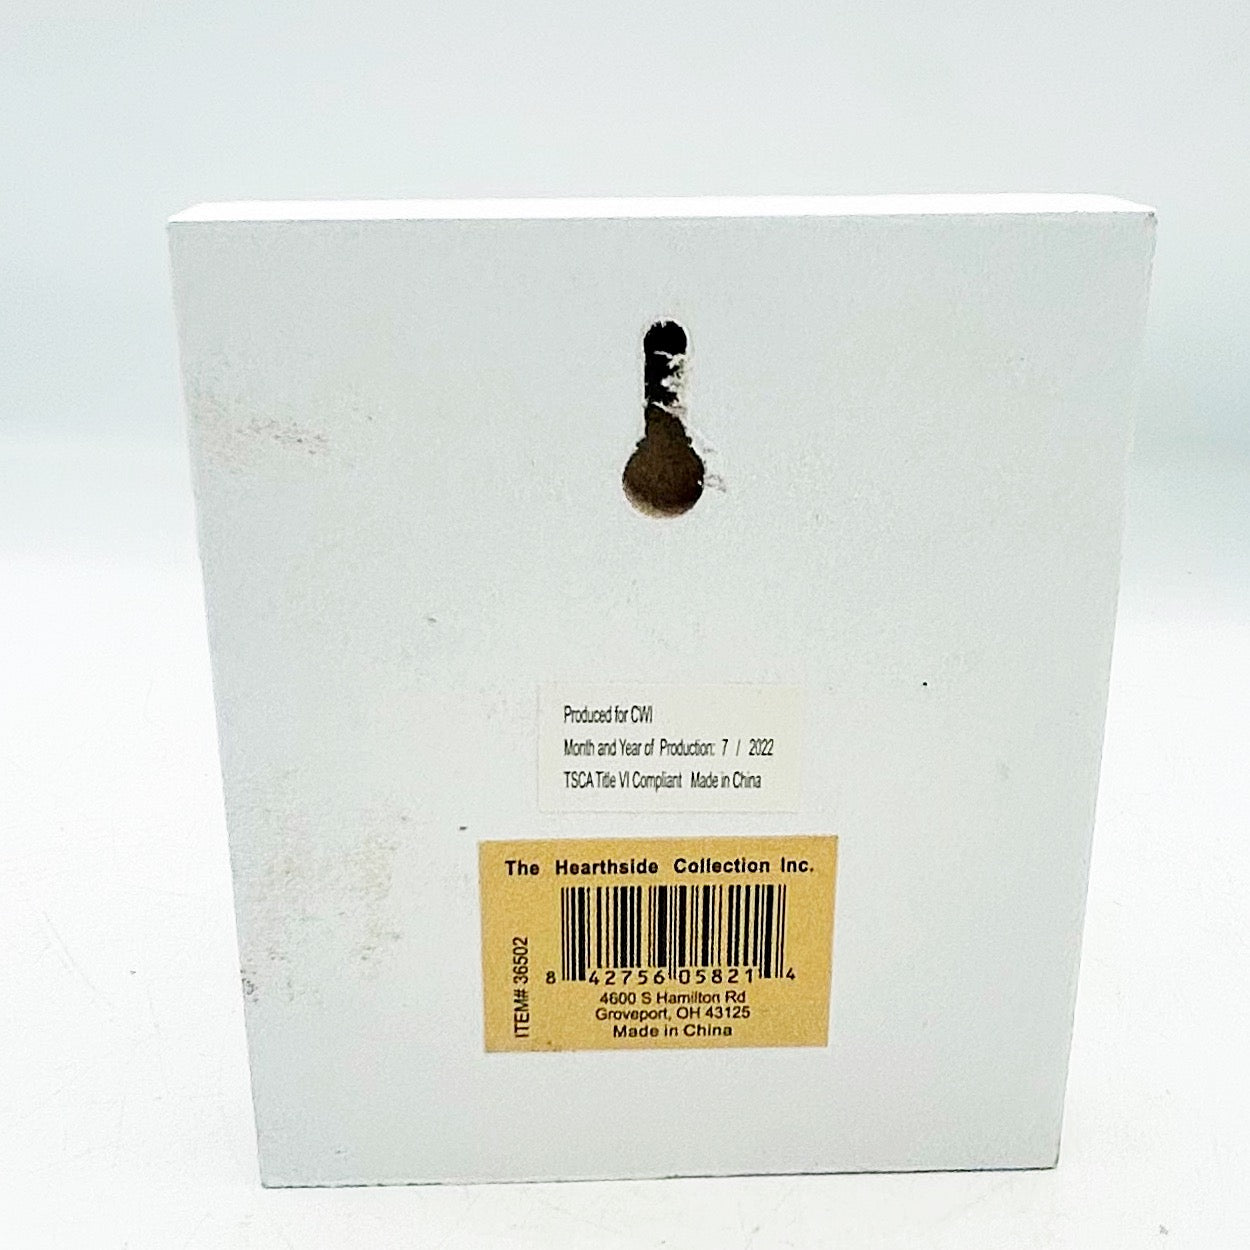 Produced for CWI
Month and Year of Production: 7 / 2022
TSCA Title VI Compliant Made in China
The Hearthside Collection Inc.
ITEM# 36502
8 42756 05821 4
4600 S Hamilton Rd
Groveport, OH 43125
Made in China